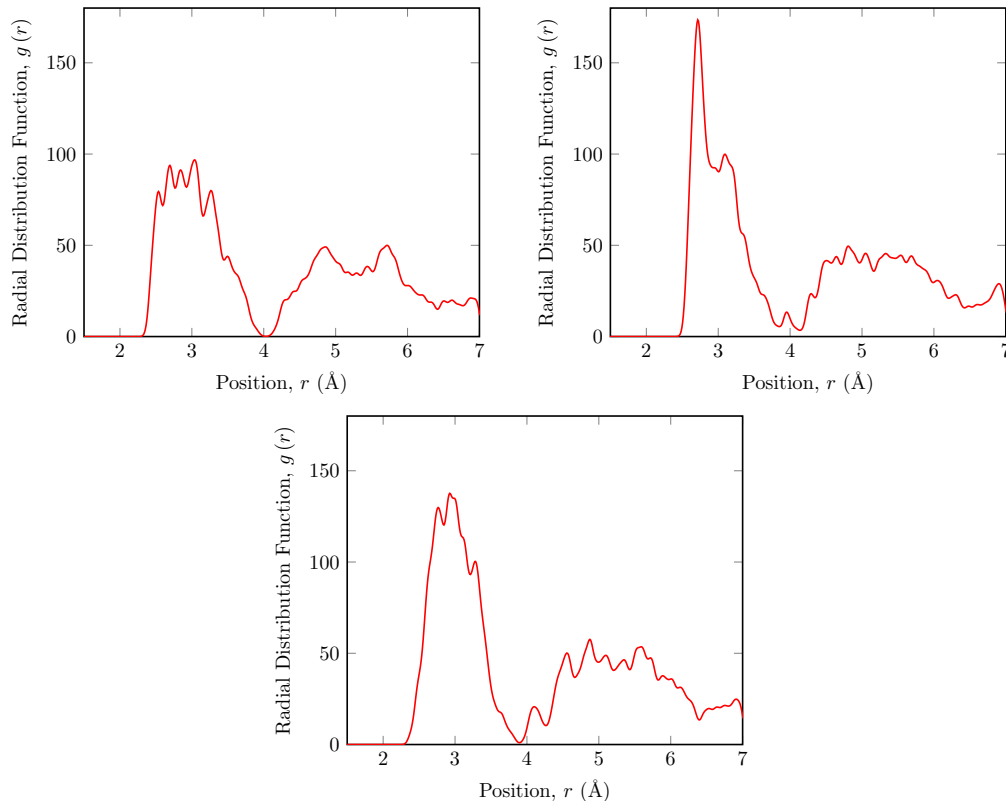 Radial Distribution Function, g (r)
150
100
50
0
2 3 4 5 6 7
Position, r (Å)
Radial Distribution Function, g (r)
150
100
50
0
2 3 4 5 6 7
Position, r (Å)
Radial Distribution Function, g (r)
150
100
50
0
2 3 4 5 6 7
Position, r (Å)